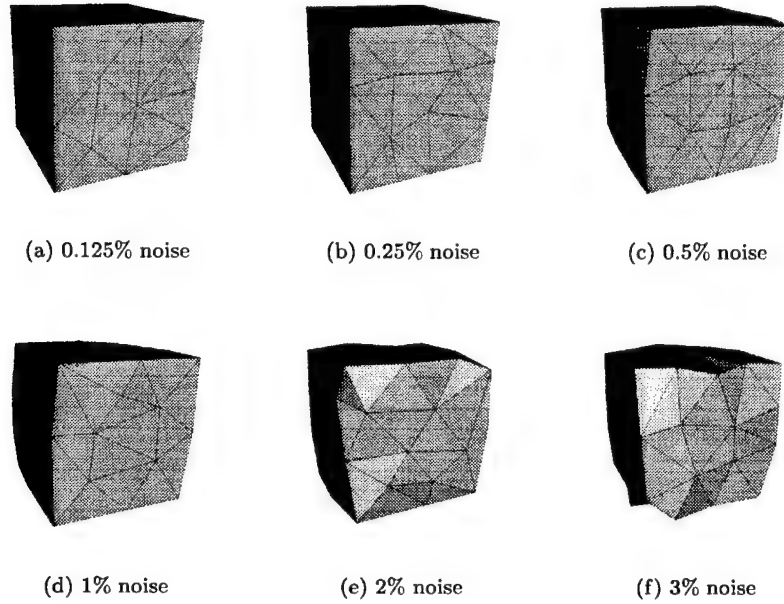 (a) 0.125% noise
(b) 0.25% noise
(c) 0.5% noise
(d) 1% noise
(e) 2% noise
(f) 3% noise